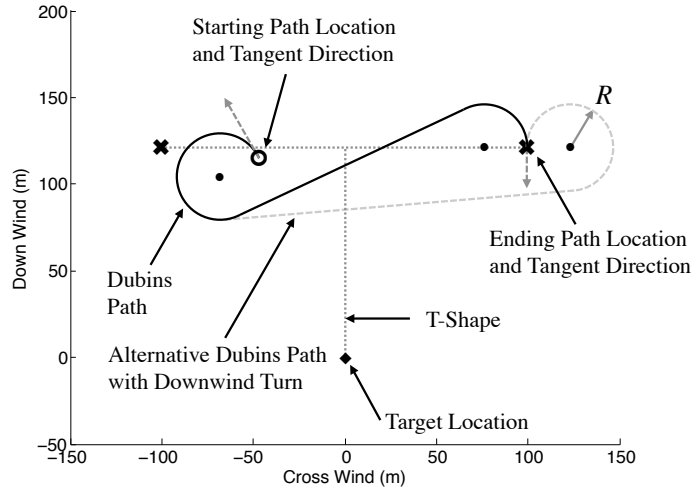 200
150
100
50
0
−50
−150
−100
−50
0
50
100
150
Down Wind (m)
Cross Wind (m)
Starting Path Location
and Tangent Direction
R
Ending Path Location
and Tangent Direction
Dubins
Path
T-Shape
Alternative Dubins Path
with Downwind Turn
Target Location